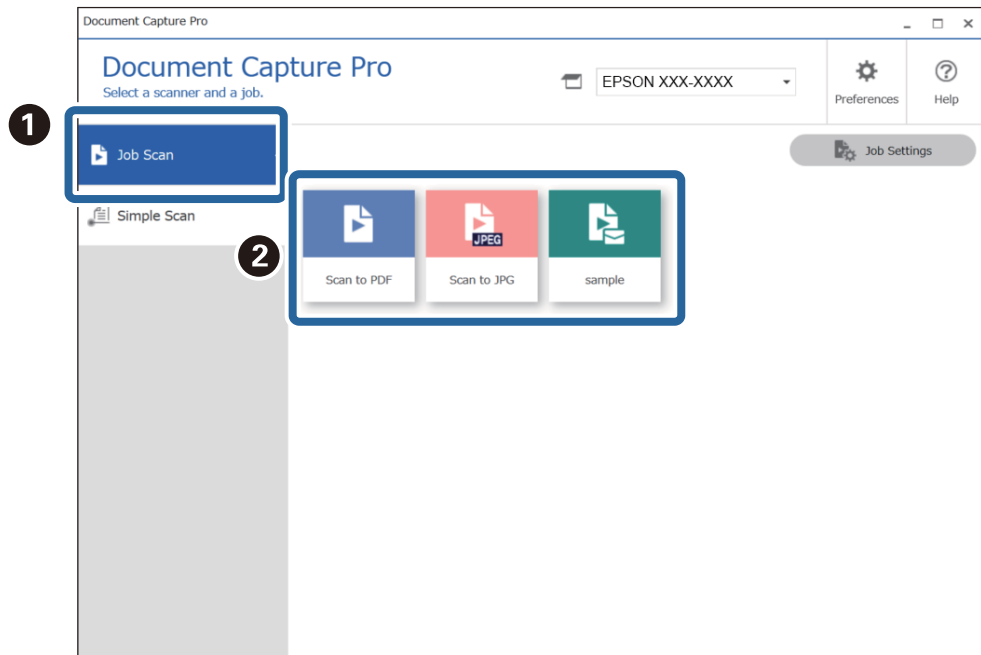 Document Capture Pro
Document Capture Pro
Select a scanner and a job.
EPSON XXX-XXXX
Preferences
Help
1
Job Scan
Job Settings
Simple Scan
2
JPEG
Scan to PDF
Scan to JPG
sample